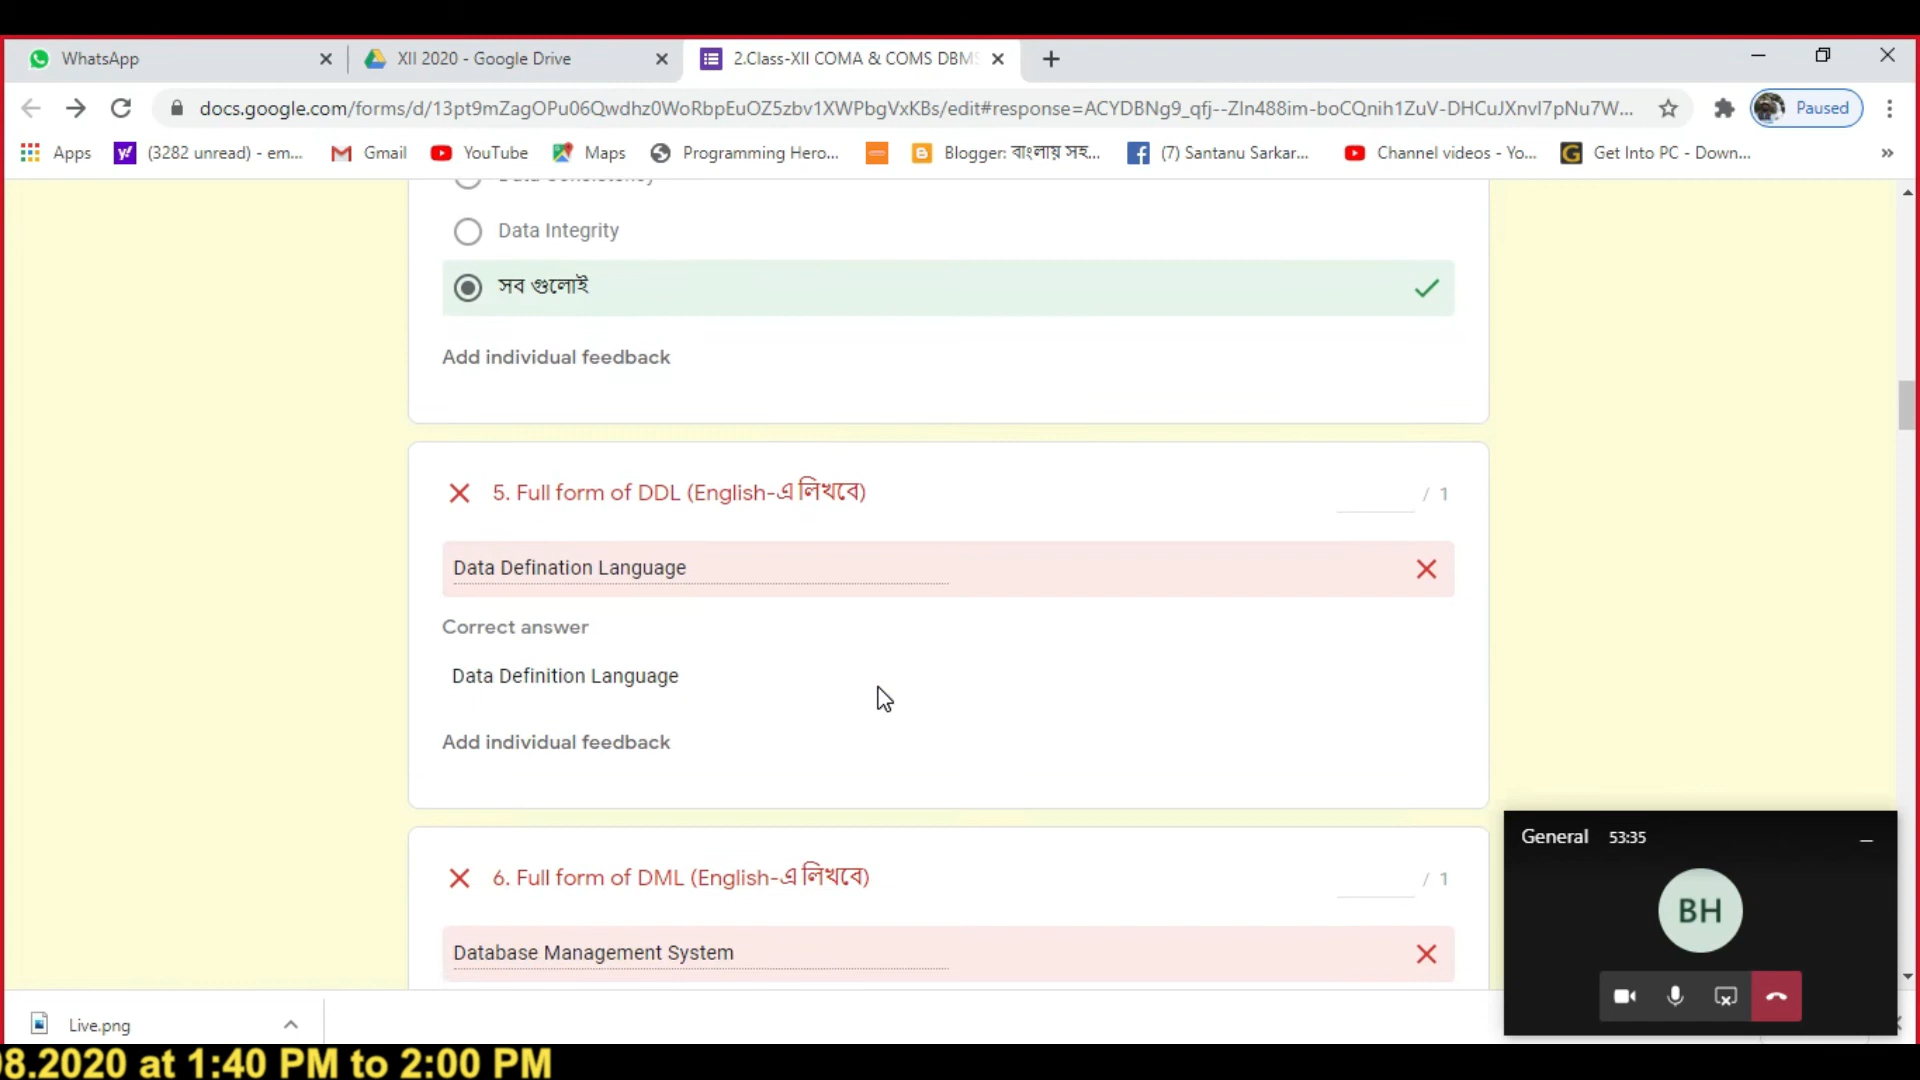 WhatsApp
XII 2020 - Google Drive
2.Class-XII COMA & COMS DBMS
docs.google.com/forms/d/13pt9mZagOPu06Qwdhz0WoRbpEuOZ5zbv1XWPbgVxKBs/edit#response=ACYDBNg9_qfj--ZIn488im-boCQnih1ZuV-DHCuJXnvI7pNu7W...
Paused
Apps
(3282 unread) - em...
Gmail
YouTube
Maps
Programming Hero...
Blogger: বাংলায় সহ...
(7) Santanu Sarkar...
Channel videos - Yo...
Get Into PC - Down...
»
Data Integrity
সব গুলোই
Add individual feedback
5. Full form of DDL (English-এ লিখবে)
/ 1
Data Defination Language
Correct answer
Data Definition Language
Add individual feedback
6. Full form of DML (English-এ লিখবে)
/ 1
Database Management System
General 53:35
BH
Live.png
08.2020 at 1:40 PM to 2:00 PM